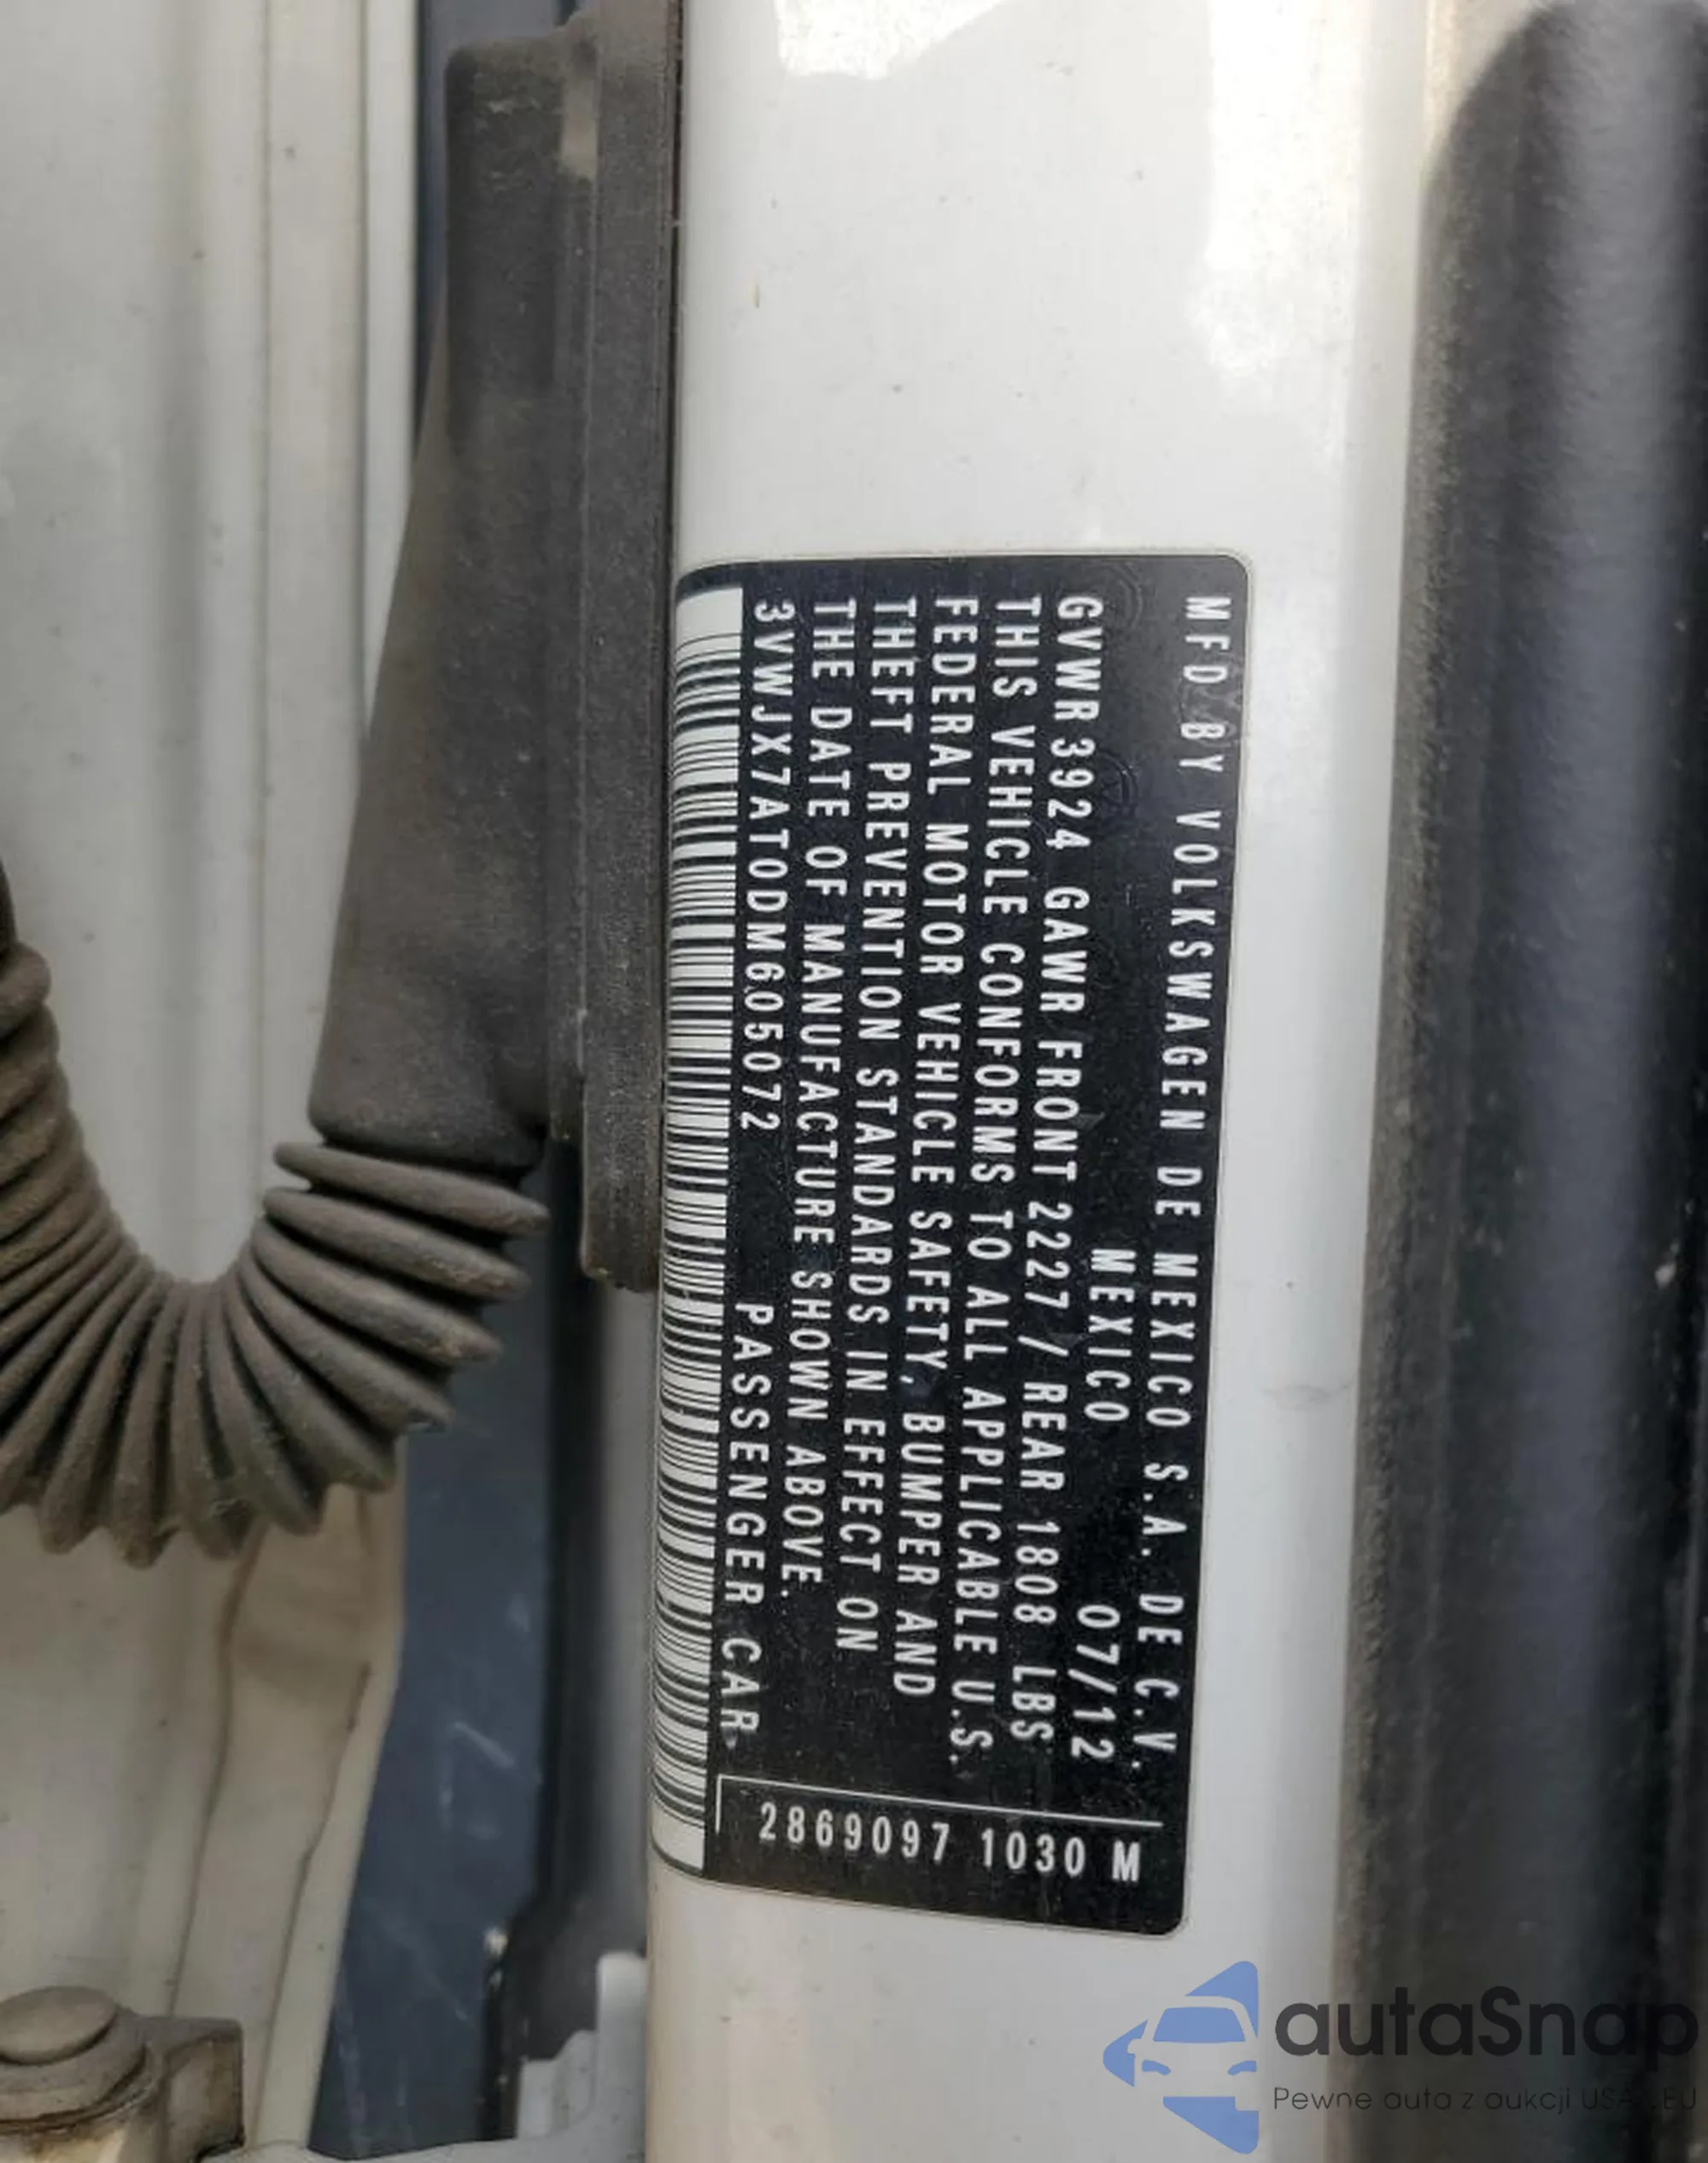 MFD BY VOLKSWAGEN DE MEXICO S.A. DE C.V.
MEXICO 07/12
GVWR 3924 GAWR FRONT 2227 / REAR 1808 LBS
THIS VEHICLE CONFORMS TO ALL APPLICABLE U.S.
FEDERAL MOTOR VEHICLE SAFETY, BUMPER AND
THEFT PREVENTION STANDARDS IN EFFECT ON
THE DATE OF MANUFACTURE SHOWN ABOVE.
3VWJX7AT0DM605072 PASSENGER CAR
2869097 1030 M
autaSnap
Pewne auta z aukcji USA i EU